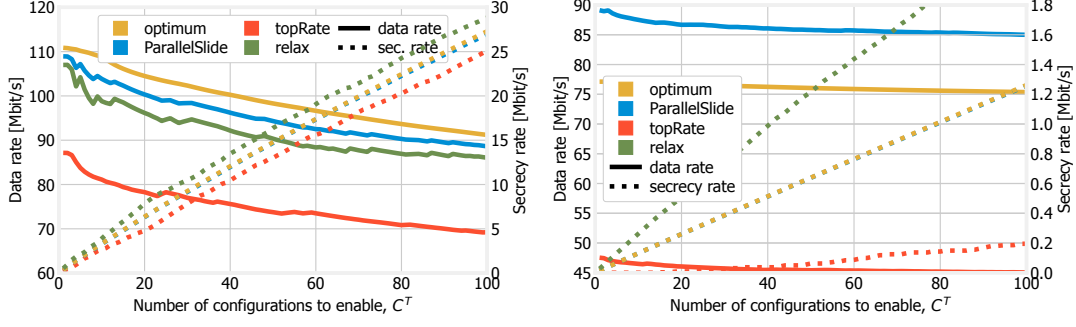 optimum
ParallelSlide
topRate
relax
data rate
sec. rate
120
110
100
90
80
70
60
Data rate [Mbit/s]
30
25
20
15
10
5
0
Secrecy rate [Mbit/s]
0
20
40
60
80
100
Number of configurations to enable, C^T
optimum
ParallelSlide
topRate
relax
data rate
secrecy rate
90
85
80
75
70
65
60
55
50
45
Data rate [Mbit/s]
1.8
1.6
1.4
1.2
1.0
0.8
0.6
0.4
0.2
0.0
Secrecy rate [Mbit/s]
0
20
40
60
80
100
Number of configurations to enable, C^T